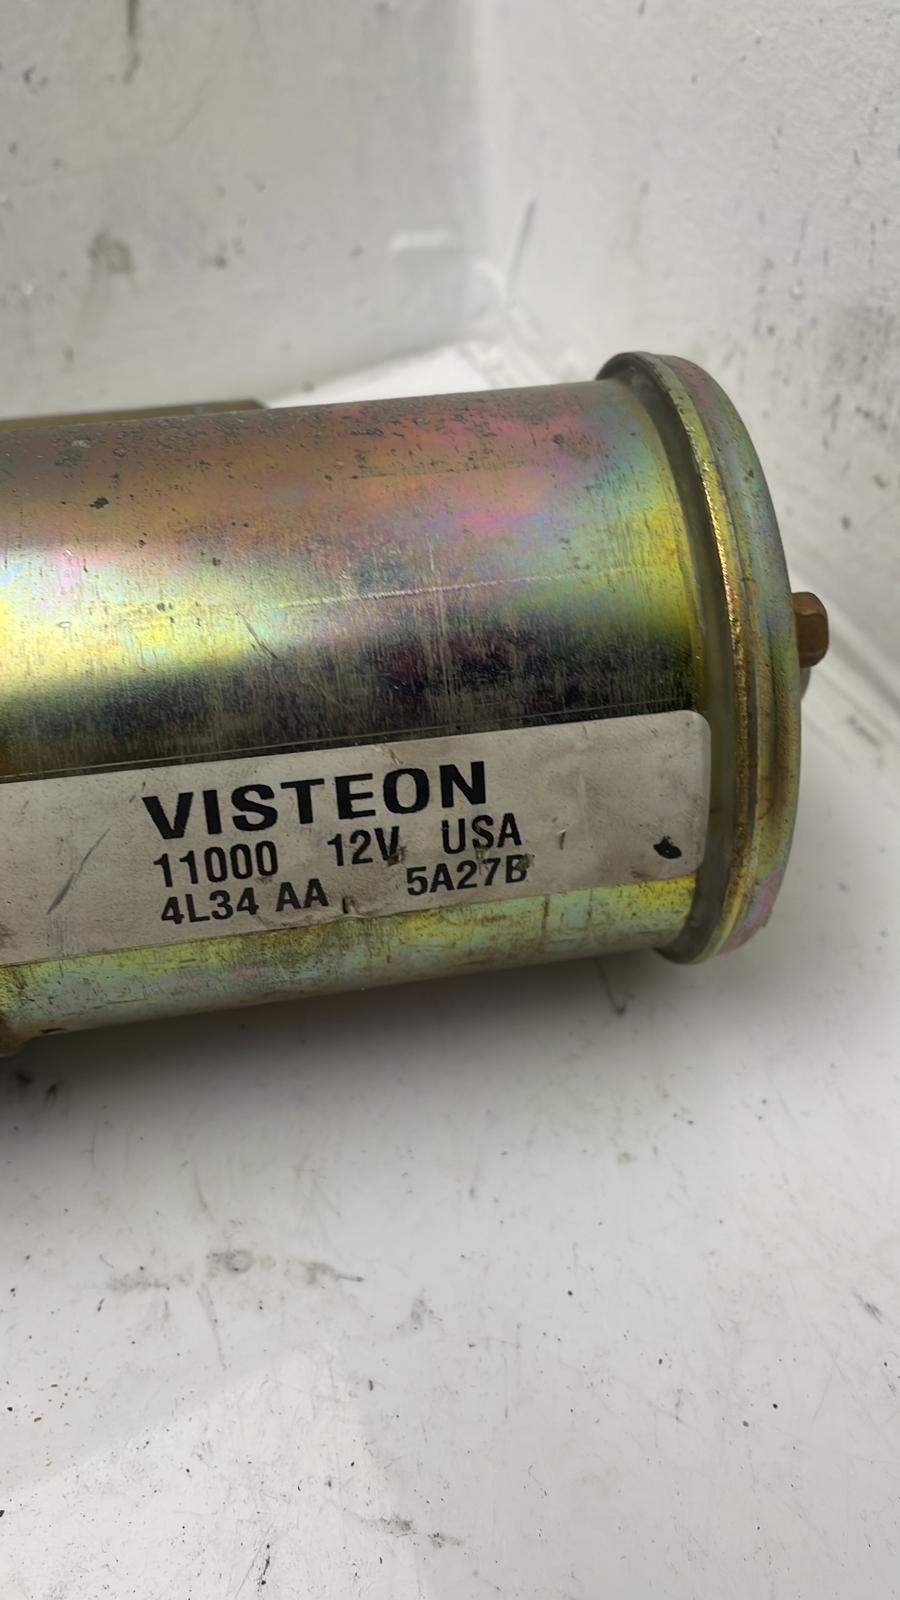 VISTEON
11000 12V USA
4L34 AA 5A27B